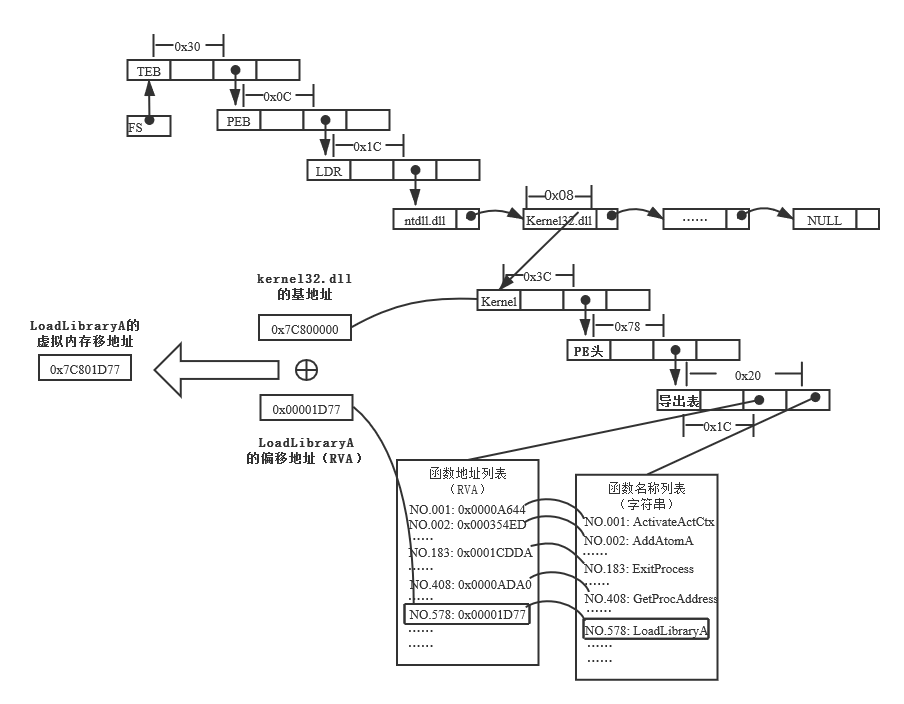 0x30
TEB
0x0C
FS
PEB
0x1C
LDR
0x08
ntdll.dll
Kernel32.dll
······
NULL
kernel32.dll
的基地址
0x3C
Kernel
0x7C800000
LoadLibraryA的
虚拟内存移地址
0x78
PE头
0x7C801D77
0x20
0x00001D77
导出表
0x1C
LoadLibraryA
的偏移地址（RVA）
函数地址列表
（RVA）
NO.001: 0x0000A644
NO.002: 0x000354ED
······
NO.183: 0x0001CDDA
······
NO.408: 0x0000ADA0
······
NO.578: 0x00001D77
······
······
函数名称列表
（字符串）
NO.001: ActivateActCtx
NO.002: AddAtomA
······
NO.183: ExitProcess
······
NO.408: GetProcAddress
······
NO.578: LoadLibraryA
······
······